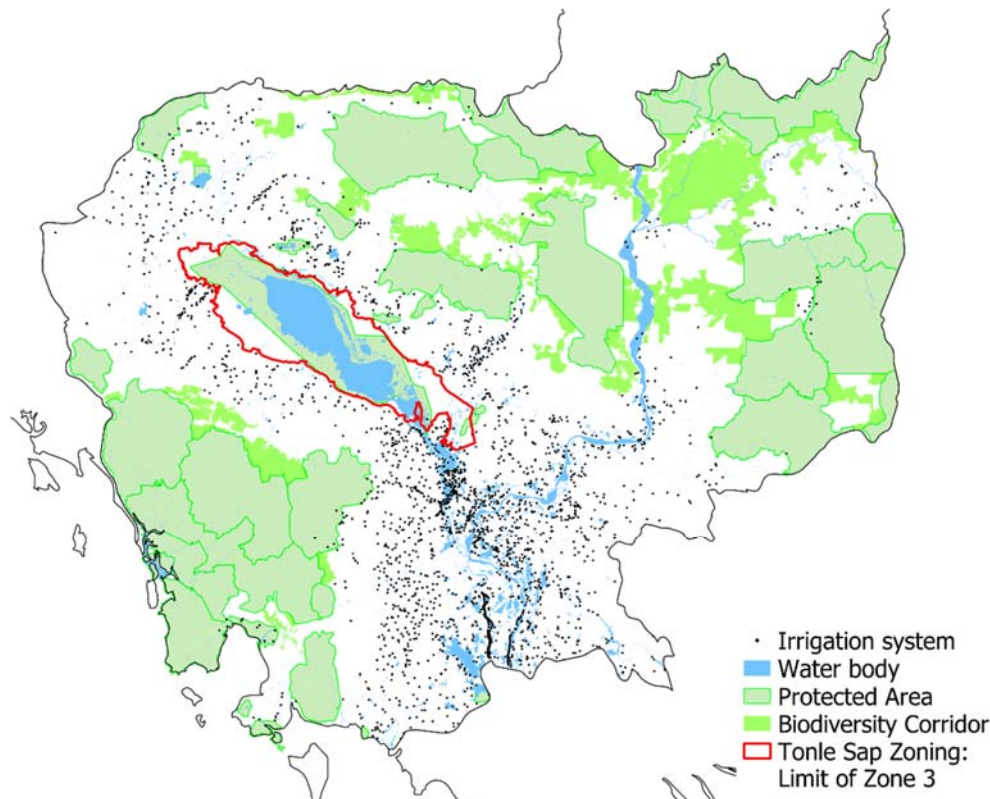 Irrigation system
Water body
Protected Area
Biodiversity Corridor
Tonle Sap Zoning:
Limit of Zone 3